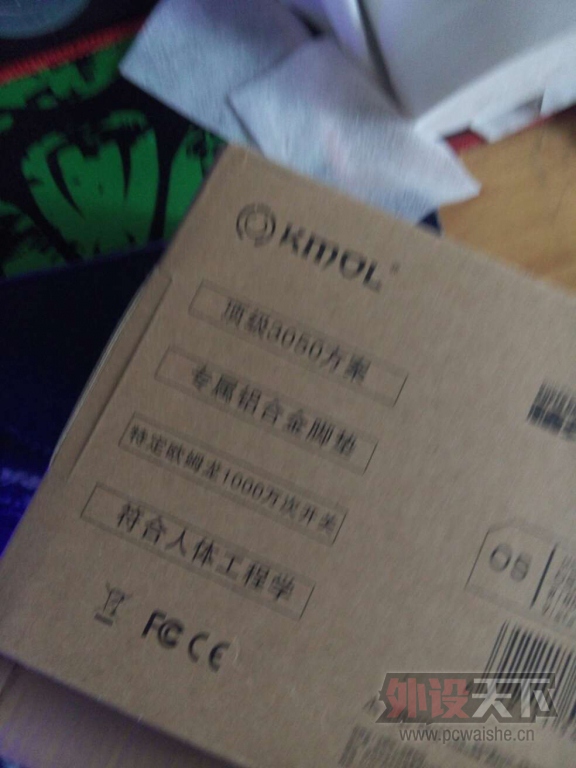 KMOL
顶级3050方案
专属铝合金脚垫
特定欧姆龙1000万次开关
符合人体工程学
FC CE
OS
外设天下
www.pcwaishe.cn